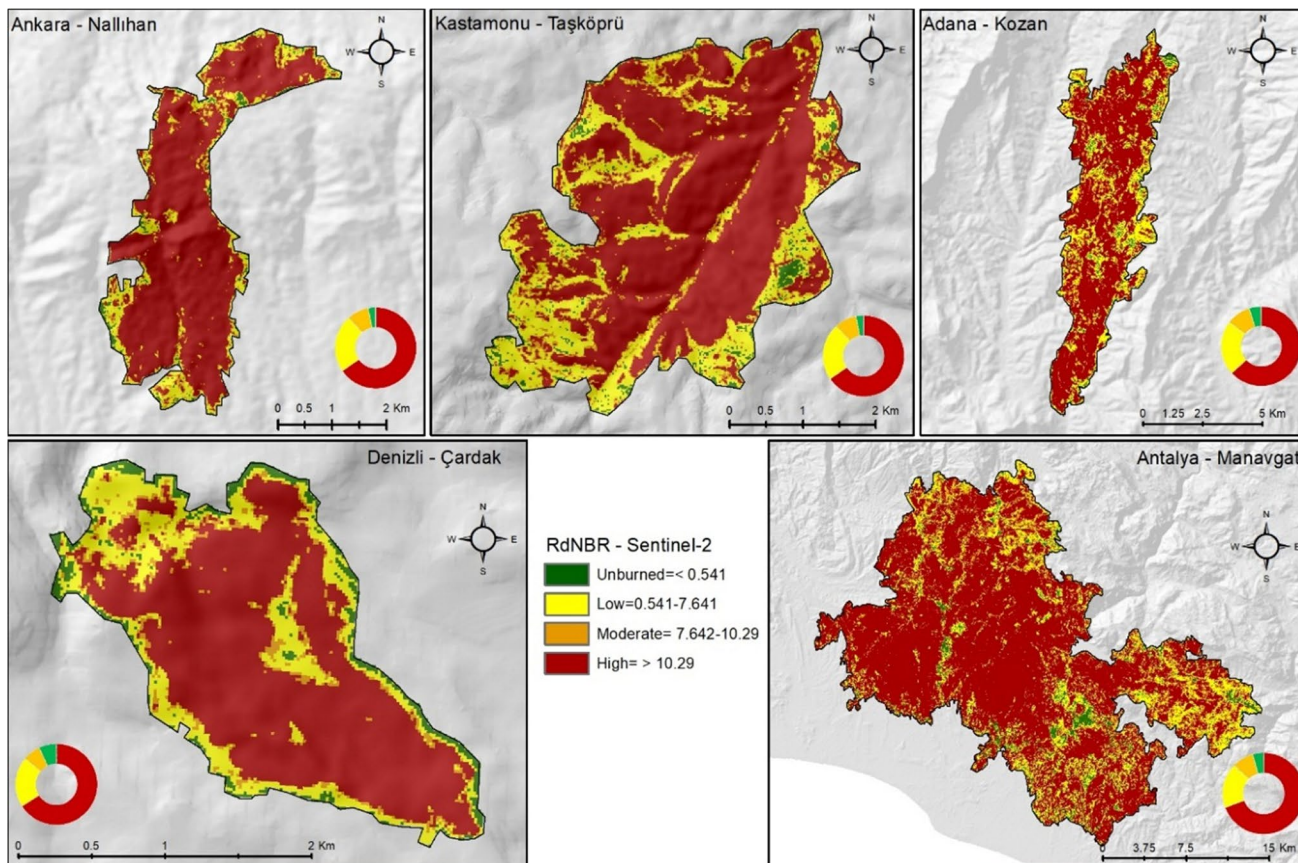 Ankara - Nallıhan
N
W E
S
0 0.5 1 2 Km
Kastamonu - Taşköprü
N
W E
S
0 0.5 1 2 Km
Adana - Kozan
N
W E
S
0 1.25 2.5 5 Km
Denizli - Çardak
N
W E
S
0 0.5 1 2 Km
RdNBR - Sentinel-2
Unburned=< 0.541
Low=0.541-7.641
Moderate= 7.642-10.29
High= > 10.29
Antalya - Manavgat
N
W E
S
0 3.75 7.5 15 Km